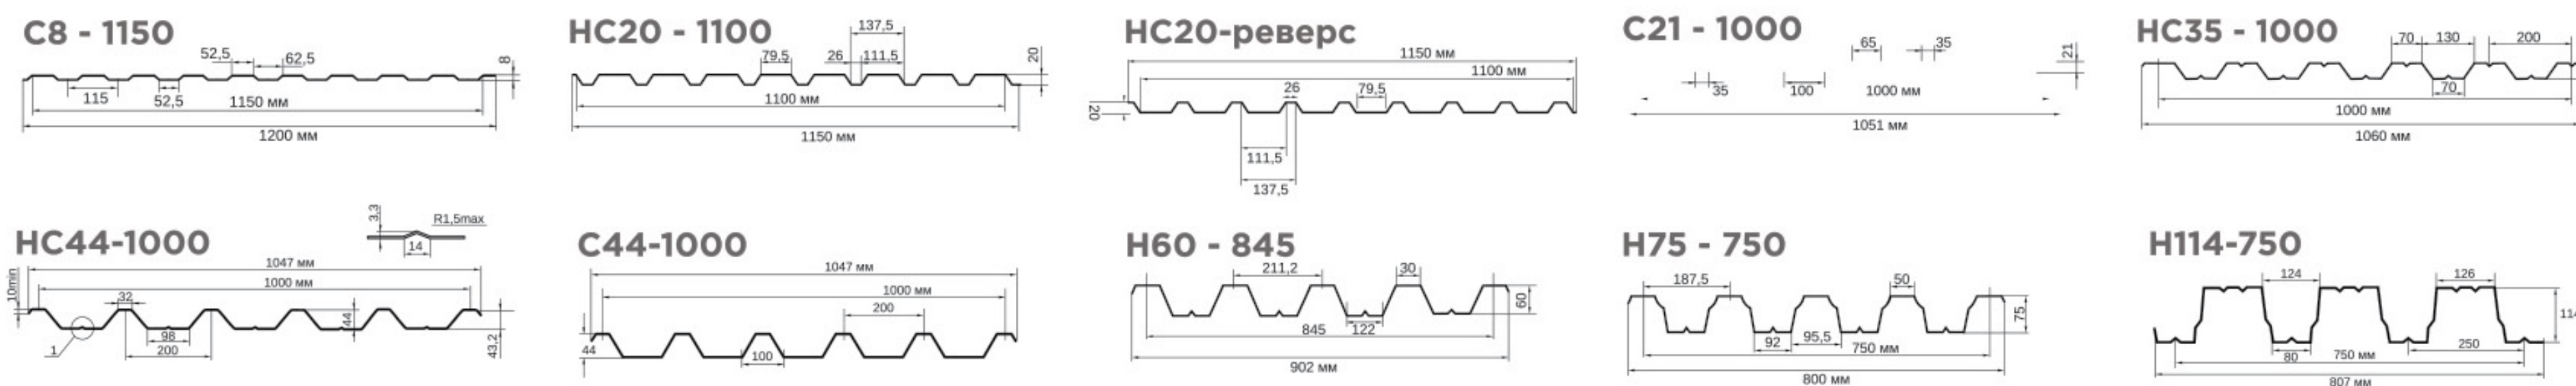 С8 - 1150
52,5
62,5
8
115
52,5
1150 мм
1200 мм
НС20 - 1100
137,5
79,5
26
111,5
20
1100 мм
1150 мм
НС20-реверс
1150 мм
1100 мм
26
79,5
20
111,5
137,5
С21 - 1000
65
35
21
35
100
1000 мм
1051 мм
НС35 - 1000
70
130
200
70
1000 мм
1060 мм
НС44-1000
3,3
R1,5max
14
1047 мм
1000 мм
10min
32
44
98
200
43,2
1
С44-1000
1047 мм
1000 мм
200
44
100
Н60 - 845
211,2
30
60
845
122
902 мм
Н75 - 750
187,5
50
75
92
95,5
750 мм
800 мм
Н114-750
124
126
114
80
750 мм
250
807 мм